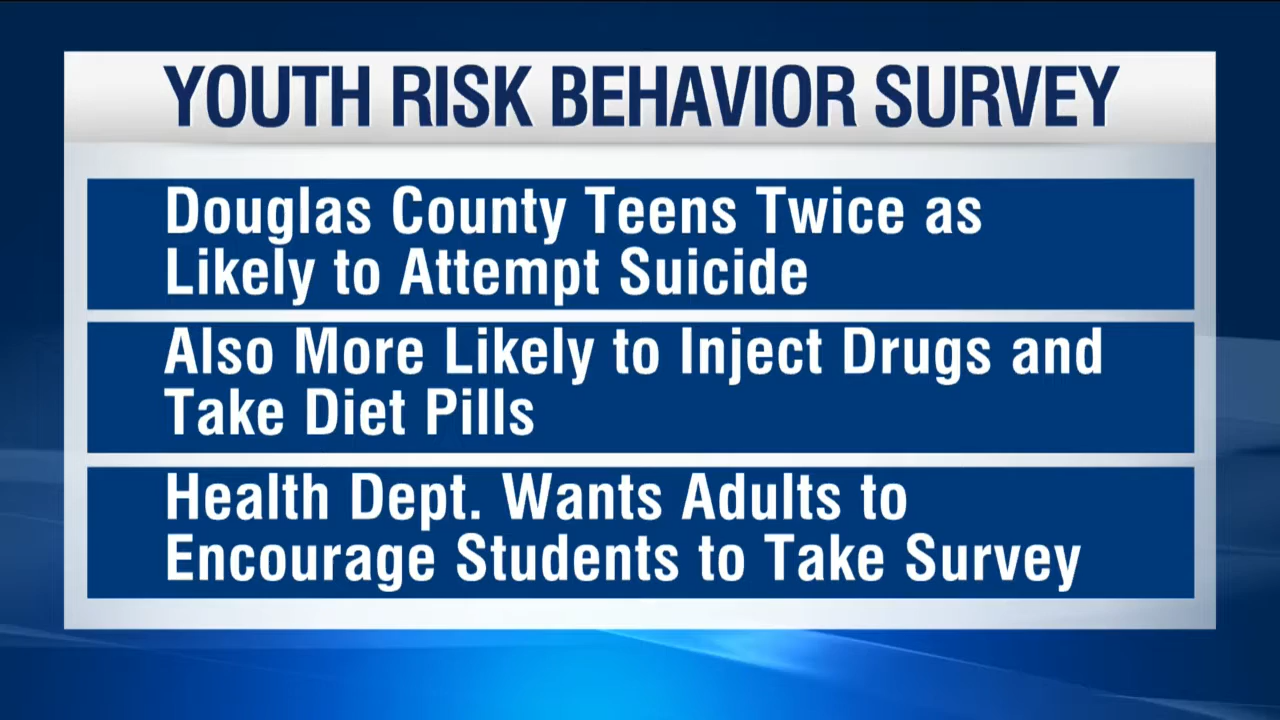 YOUTH RISK BEHAVIOR SURVEY
Douglas County Teens Twice as
Likely to Attempt Suicide
Also More Likely to Inject Drugs and
Take Diet Pills
Health Dept. Wants Adults to
Encourage Students to Take Survey